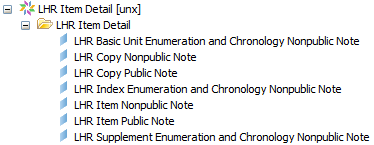 LHR Item Detail [unx]
LHR Item Detail
LHR Basic Unit Enumeration and Chronology Nonpublic Note
LHR Copy Nonpublic Note
LHR Copy Public Note
LHR Index Enumeration and Chronology Nonpublic Note
LHR Item Nonpublic Note
LHR Item Public Note
LHR Supplement Enumeration and Chronology Nonpublic Note